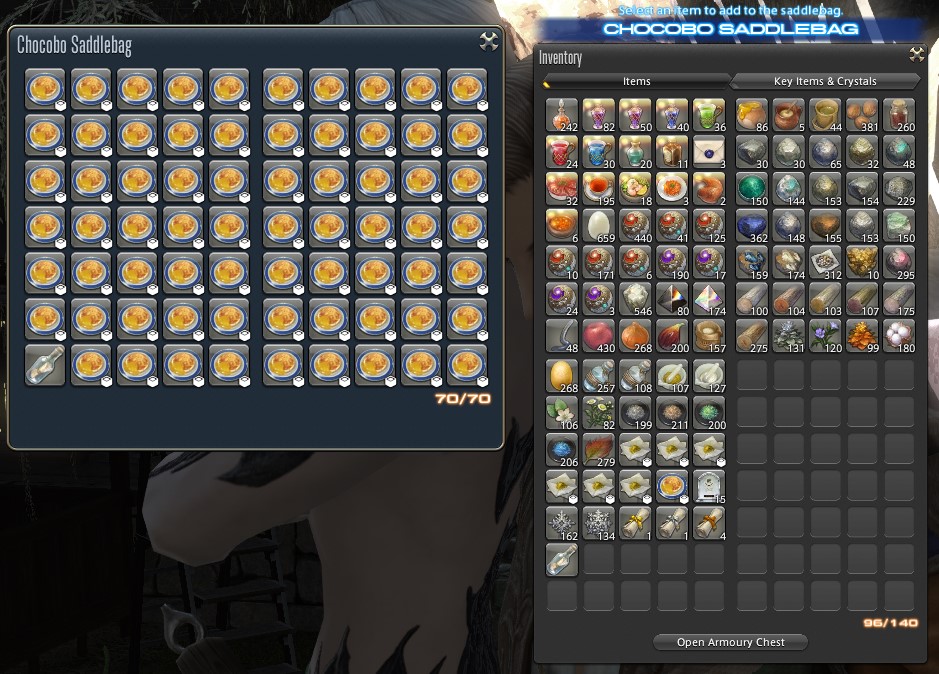 Select an item to add to the saddlebag.
CHOCOBO SADDLEBAG
Chocobo Saddlebag
70/70
Inventory
Items
Key Items & Crystals
242 82 50 40 36 86 5 44 381 260
24 30 20 11 3 30 30 65 32 48
32 195 18 3 2 150 144 153 154 229
6 659 440 41 125 362 148 155 153 150
10 171 6 190 17 159 174 312 10 295
24 3 546 80 174 100 104 103 107 175
48 430 268 200 157 275 131 120 99 180
268 257 108 107 127
106 82 199 211 200
206 279
15
162 134 1 1 4
96/140
Open Armoury Chest